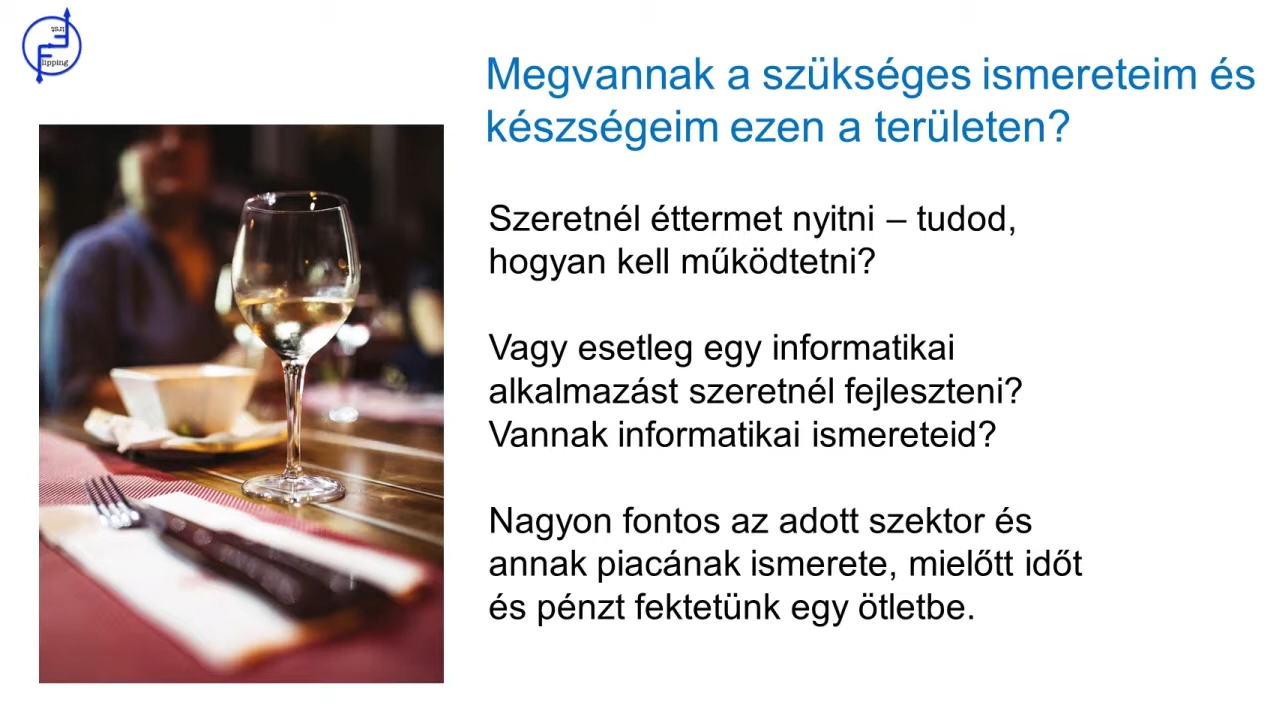 lipping
Megvannak a szükséges ismereteim és
készségeim ezen a területen?
Szeretnél éttermet nyitni – tudod,
hogyan kell működtetni?
Vagy esetleg egy informatikai
alkalmazást szeretnél fejleszteni?
Vannak informatikai ismereteid?
Nagyon fontos az adott szektor és
annak piacának ismerete, mielőtt időt
és pénzt fektetünk egy ötletbe.